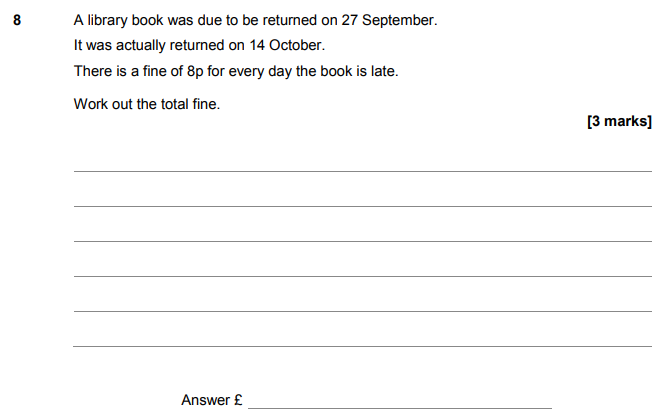 8 A library book was due to be returned on 27 September.
It was actually returned on 14 October.
There is a fine of 8p for every day the book is late.
Work out the total fine.
[3 marks]
Answer £